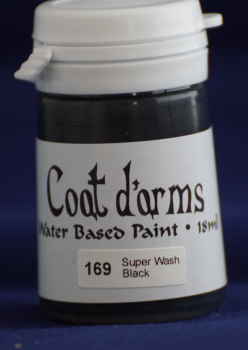 Coat d'arms
Water Based Paint • 18ml
169 Super Wash
Black